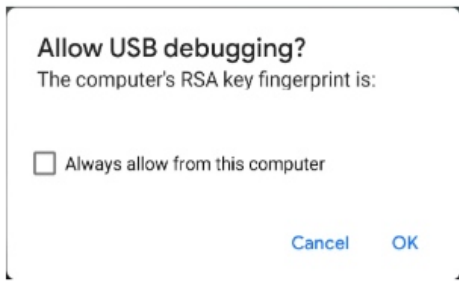 Allow USB debugging?
The computer's RSA key fingerprint is:
Always allow from this computer
Cancel OK